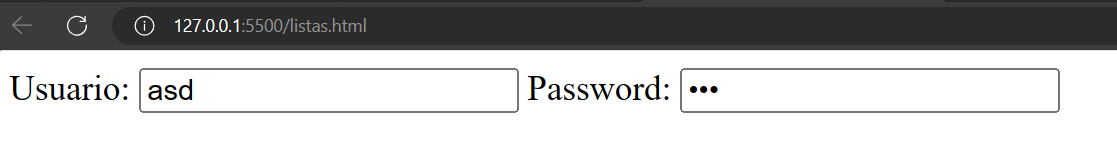 127.0.0.1:5500/listas.html
Usuario: asd Password: •••